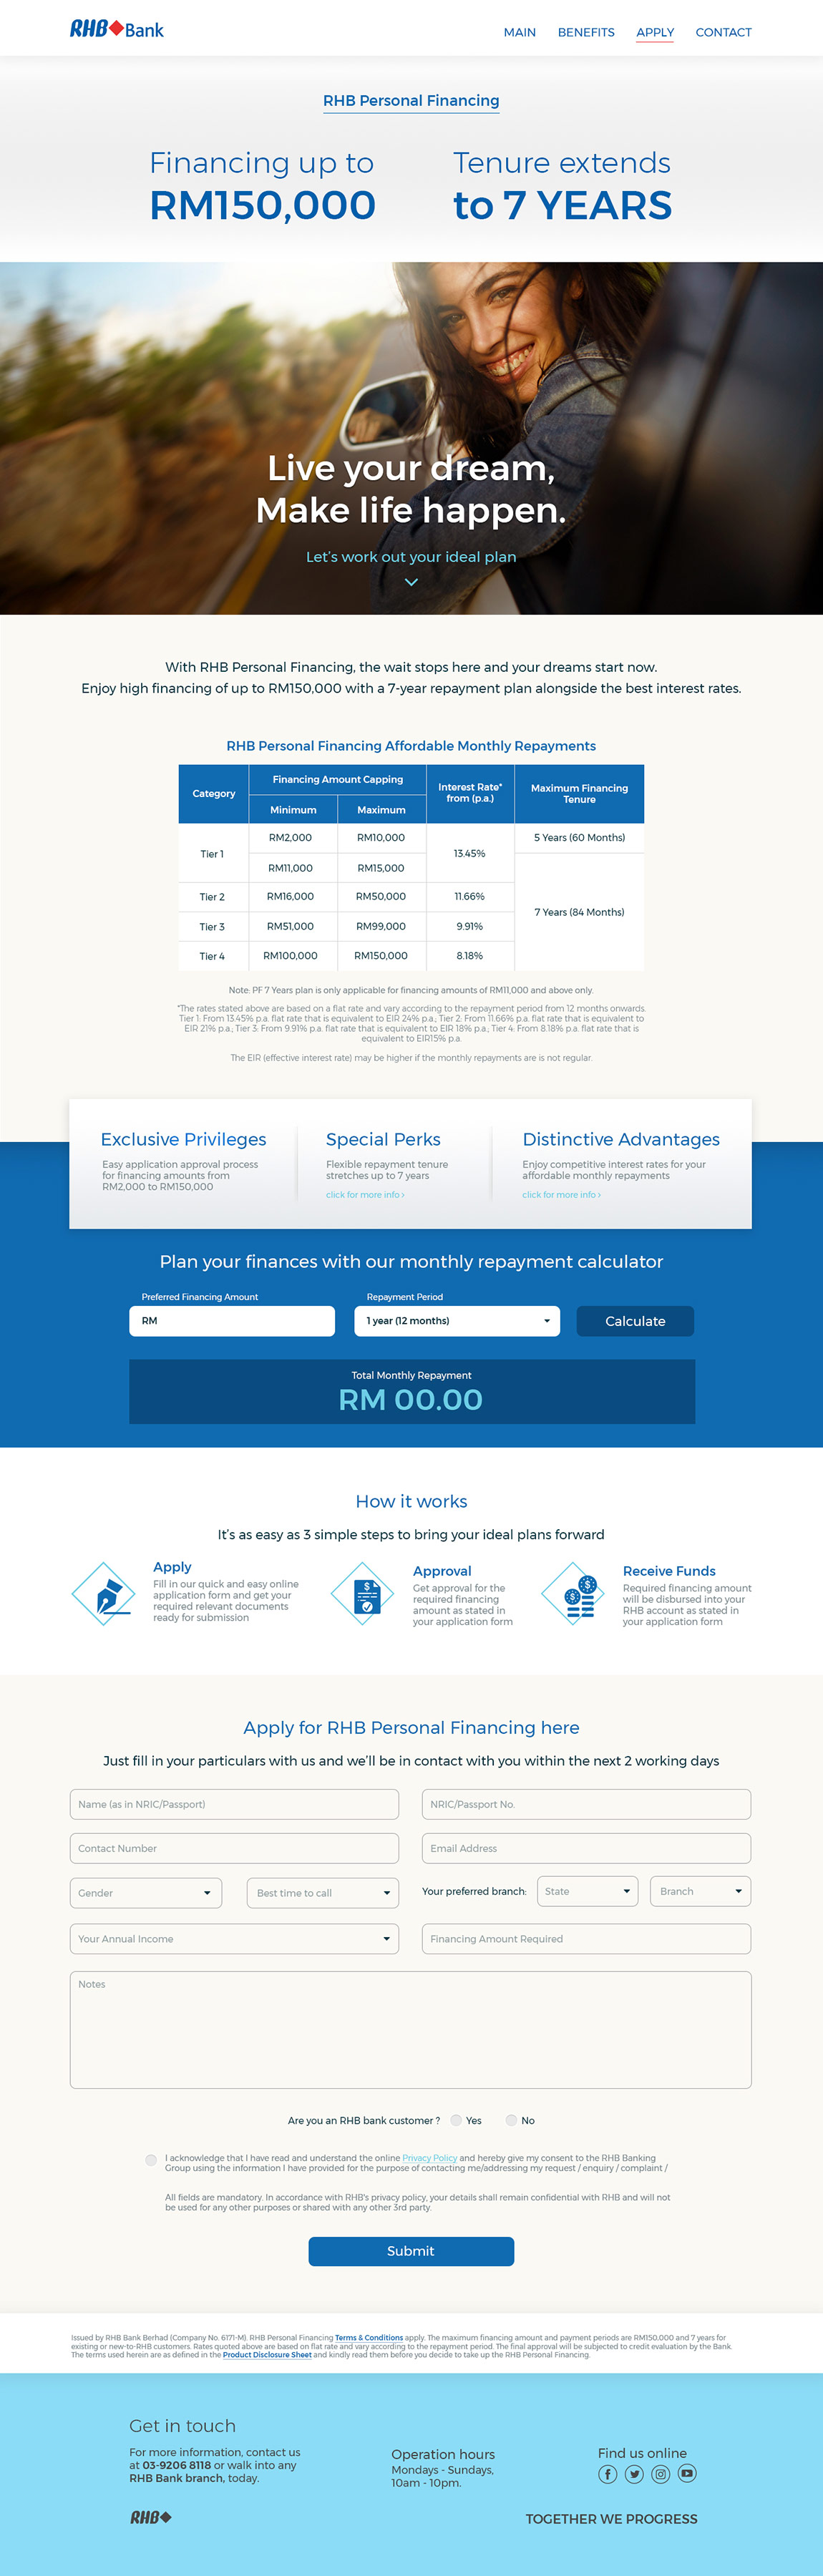 RHB Bank
MAIN BENEFITS APPLY CONTACT
RHB Personal Financing
Financing up to
RM150,000
Tenure extends
to 7 YEARS
Live your dream,
Make life happen.
Let's work out your ideal plan
With RHB Personal Financing, the wait stops here and your dreams start now.
Enjoy high financing of up to RM150,000 with a 7-year repayment plan alongside the best interest rates.
RHB Personal Financing Affordable Monthly Repayments
Category
Financing Amount Capping
Minimum Maximum
Interest Rate*
from (p.a.)
Maximum Financing
Tenure
Tier 1
RM2,000 RM10,000
RM11,000 RM15,000
13.45%
5 Years (60 Months)
Tier 2 RM16,000 RM50,000 11.66%
7 Years (84 Months)
Tier 3 RM51,000 RM99,000 9.91%
Tier 4 RM100,000 RM150,000 8.18%
Note: PF 7 Years plan is only applicable for financing amounts of RM11,000 and above only.
*The rates stated above are based on a flat rate and vary according to the repayment period from 12 months onwards.
Tier 1: From 13.45% p.a. flat rate that is equivalent to EIR 24% p.a.; Tier 2: From 11.66% p.a. flat rate that is equivalent to
EIR 21% p.a.; Tier 3: From 9.91% p.a. flat rate that is equivalent to EIR 18% p.a.; Tier 4: From 8.18% p.a. flat rate that is
equivalent to EIR15% p.a.
The EIR (effective interest rate) may be higher if the monthly repayments are is not regular.
Exclusive Privileges
Easy application approval process
for financing amounts from
RM2,000 to RM150,000
Special Perks
Flexible repayment tenure
stretches up to 7 years
click for more info >
Distinctive Advantages
Enjoy competitive interest rates for your
affordable monthly repayments
click for more info >
Plan your finances with our monthly repayment calculator
Preferred Financing Amount
RM
Repayment Period
1 year (12 months)
Calculate
Total Monthly Repayment
RM 00.00
How it works
It's as easy as 3 simple steps to bring your ideal plans forward
Apply
Fill in our quick and easy online
application form and get your
required relevant documents
ready for submission
Approval
Get approval for the
required financing
amount as stated in
your application form
Receive Funds
Required financing amount
will be disbursed into your
RHB account as stated in
your application form
Apply for RHB Personal Financing here
Just fill in your particulars with us and we'll be in contact with you within the next 2 working days
Name (as in NRIC/Passport)
NRIC/Passport No.
Contact Number
Email Address
Gender
Best time to call
Your preferred branch:
State
Branch
Your Annual Income
Financing Amount Required
Notes
Are you an RHB bank customer ? Yes No
I acknowledge that I have read and understand the online Privacy Policy and hereby give my consent to the RHB Banking
Group using the information I have provided for the purpose of contacting me/addressing my request / enquiry / complaint /
All fields are mandatory. In accordance with RHB's privacy policy, your details shall remain confidential with RHB and will not
be used for any other purposes or shared with any other 3rd party.
Submit
Issued by RHB Bank Berhad (Company No. 6171-M). RHB Personal Financing Terms & Conditions apply. The maximum financing amount and payment periods are RM150,000 and 7 years for
existing or new-to-RHB customers. Rates quoted above are based on flat rate and vary according to the repayment period. The final approval will be subjected to credit evaluation by the Bank.
The terms used herein are as defined in the Product Disclosure Sheet and kindly read them before you decide to take up the RHB Personal Financing.
Get in touch
For more information, contact us
at 03-9206 8118 or walk into any
RHB Bank branch, today.
Operation hours
Mondays - Sundays,
10am - 10pm.
Find us online
RHB
TOGETHER WE PROGRESS